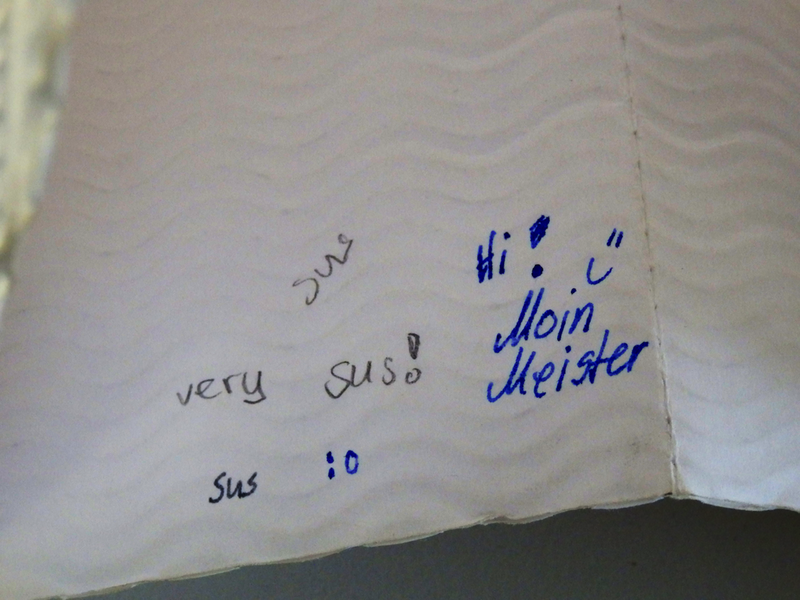 sus
Hi! ü
Moin
Meister
very sus!
sus :o